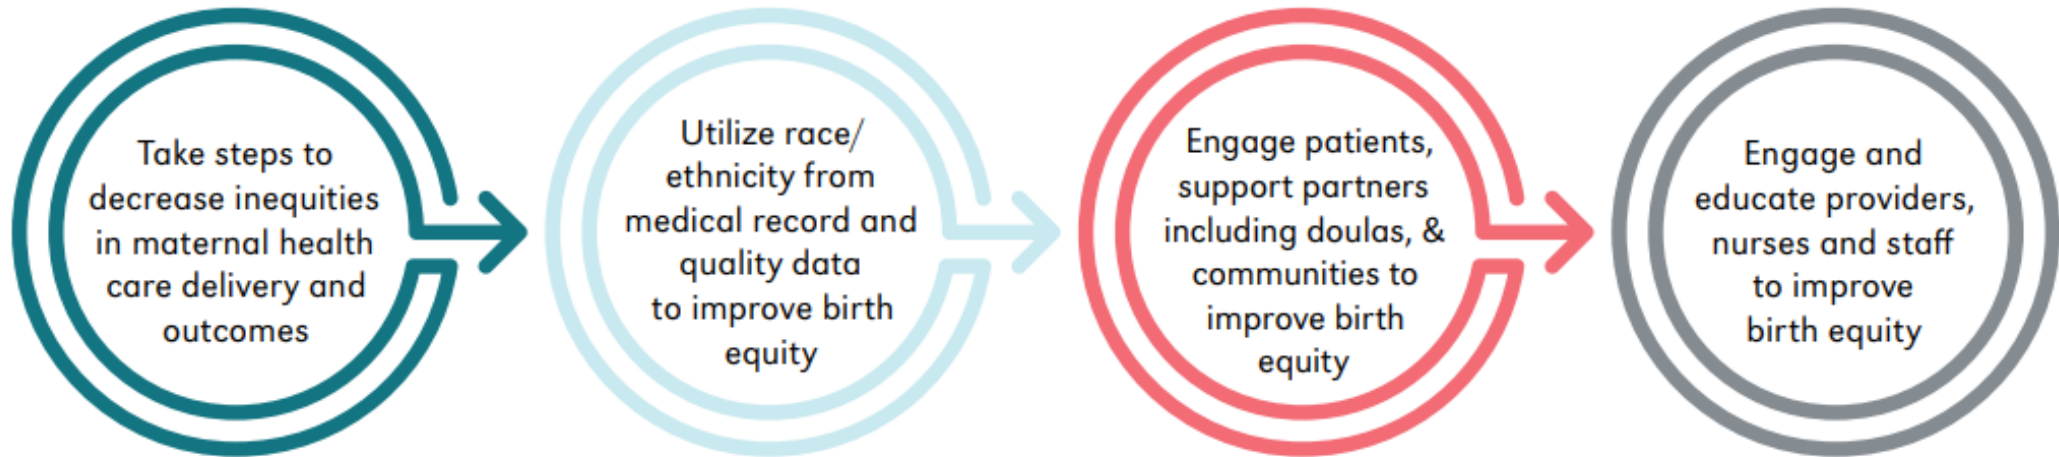 Take steps to
decrease inequities
in maternal health
care delivery and
outcomes
Utilize race/
ethnicity from
medical record and
quality data
to improve birth
equity
Engage patients,
support partners
including doulas, &
communities to
improve birth
equity
Engage and
educate providers,
nurses and staff
to improve
birth equity